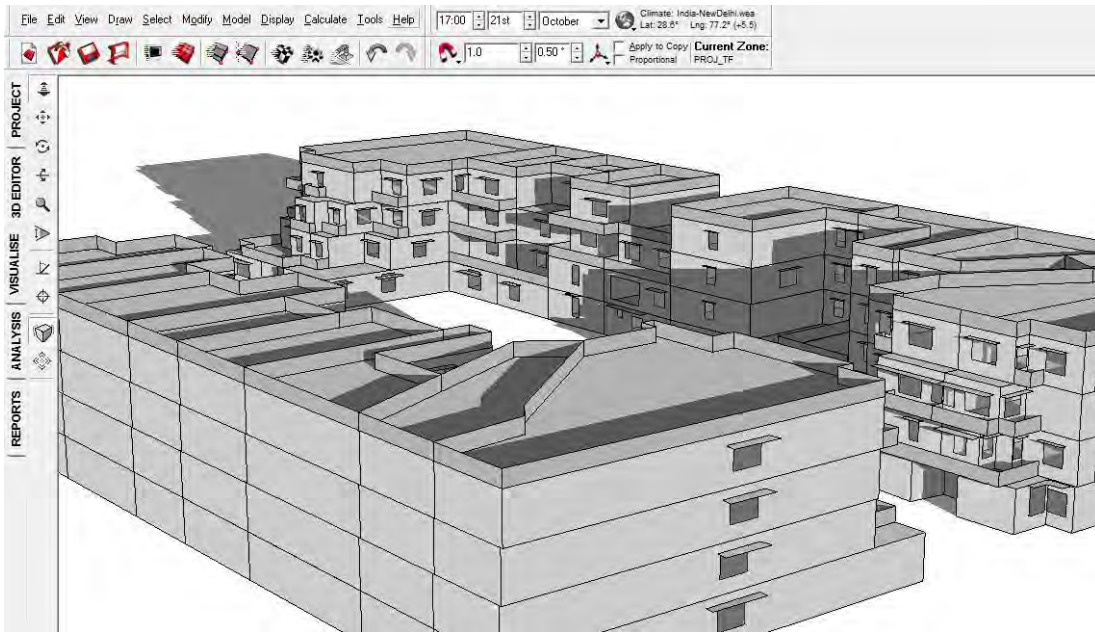 File Edit View Draw Select Modify Model Display Calculate Tools Help
17:00 21st October
Climate: India-NewDelhi.wea
Lat: 28.6° Lng: 77.2° (+5.5)
1.0 0.50 °
Apply to Copy
Proportional
Current Zone:
PROJ_TF
PROJECT
3D EDITOR
VISUALISE
ANALYSIS
REPORTS